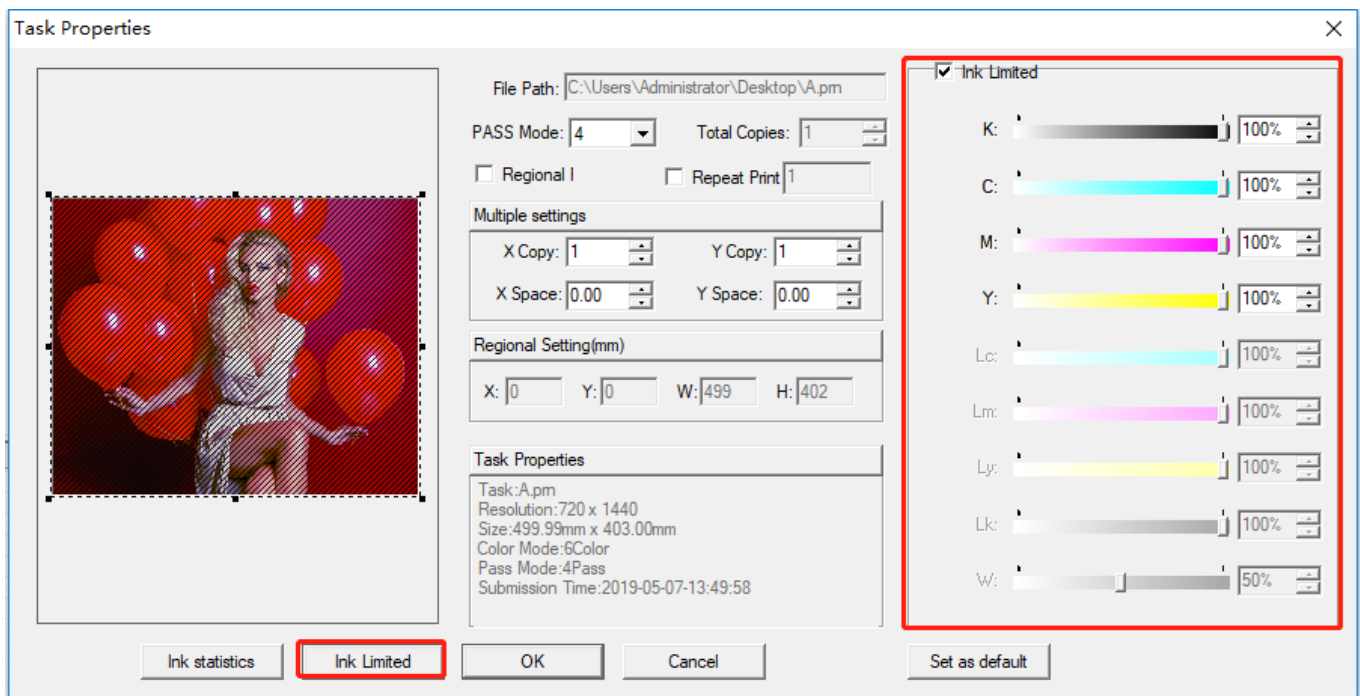 Task Properties
File Path: C:\Users\Administrator\Desktop\A.prn
PASS Mode: 4 Total Copies: 1
Regional I Repeat Print 1
Multiple settings
X Copy: 1 Y Copy: 1
X Space: 0.00 Y Space: 0.00
Regional Setting(mm)
X: 0 Y: 0 W: 499 H: 402
Task Properties
Task:A.prn
Resolution:720 x 1440
Size:499.99mm x 403.00mm
Color Mode:6Color
Pass Mode:4Pass
Submission Time:2019-05-07-13:49:58
Ink Limited
K: 100%
C: 100%
M: 100%
Y: 100%
Lc: 100%
Lm: 100%
Ly: 100%
Lk: 100%
W: 50%
Ink statistics Ink Limited OK Cancel Set as default